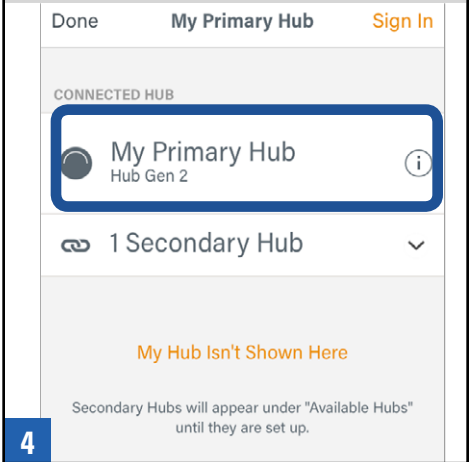 Done My Primary Hub Sign In
CONNECTED HUB
My Primary Hub
Hub Gen 2
1 Secondary Hub
My Hub Isn't Shown Here
Secondary Hubs will appear under "Available Hubs"
until they are set up.
4